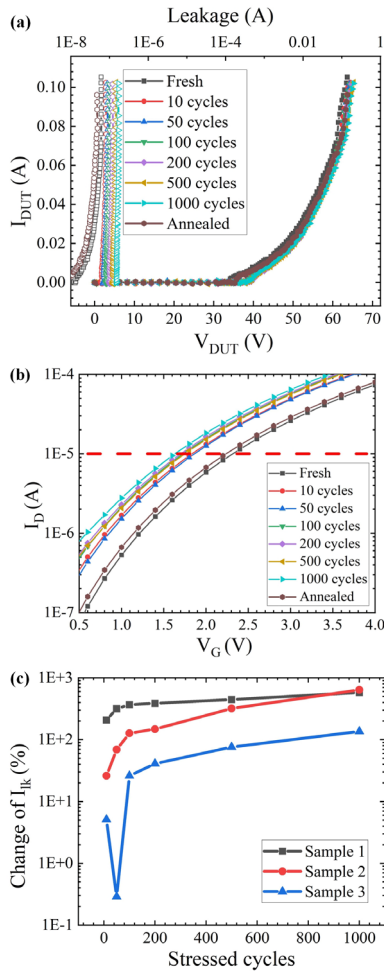 (a)
Leakage (A)
1E-8 1E-6 1E-4 0.01 1
0.10
0.08
0.06
0.04
0.02
0.00
I_DUT (A)
Fresh
10 cycles
50 cycles
100 cycles
200 cycles
500 cycles
1000 cycles
Annealed
0 10 20 30 40 50 60 70
V_DUT (V)
(b)
1E-4
1E-5
1E-6
1E-7
I_D (A)
Fresh
10 cycles
50 cycles
100 cycles
200 cycles
500 cycles
1000 cycles
Annealed
0.5 1.0 1.5 2.0 2.5 3.0 3.5 4.0
V_G (V)
(c)
1E+3
1E+2
1E+1
1E+0
1E-1
Change of I_lk (%)
Sample 1
Sample 2
Sample 3
0 200 400 600 800 1000
Stressed cycles